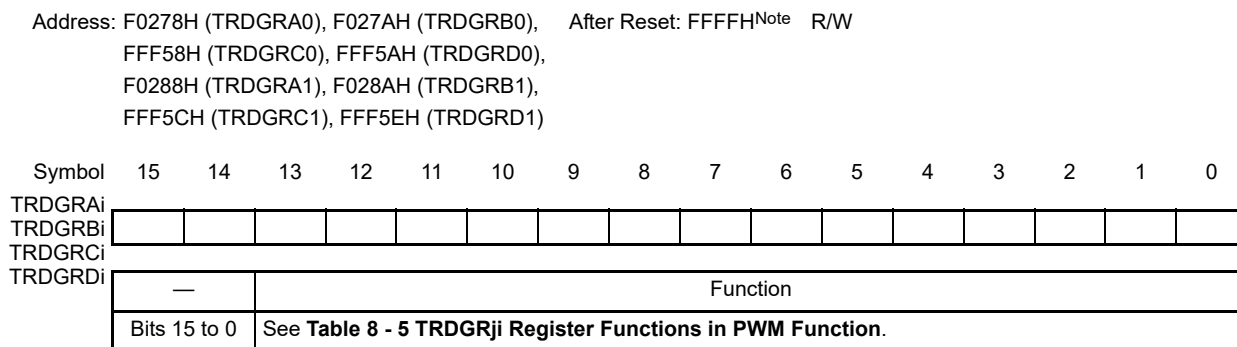 Address: F0278H (TRDGRA0), F027AH (TRDGRB0), After Reset: FFFFHNote R/W
FFF58H (TRDGRC0), FFF5AH (TRDGRD0),
F0288H (TRDGRA1), F028AH (TRDGRB1),
FFF5CH (TRDGRC1), FFF5EH (TRDGRD1)
Symbol 15 14 13 12 11 10 9 8 7 6 5 4 3 2 1 0
TRDGRAi
TRDGRBi
TRDGRCi
TRDGRDi
— Function
Bits 15 to 0 See Table 8 - 5 TRDGRji Register Functions in PWM Function.